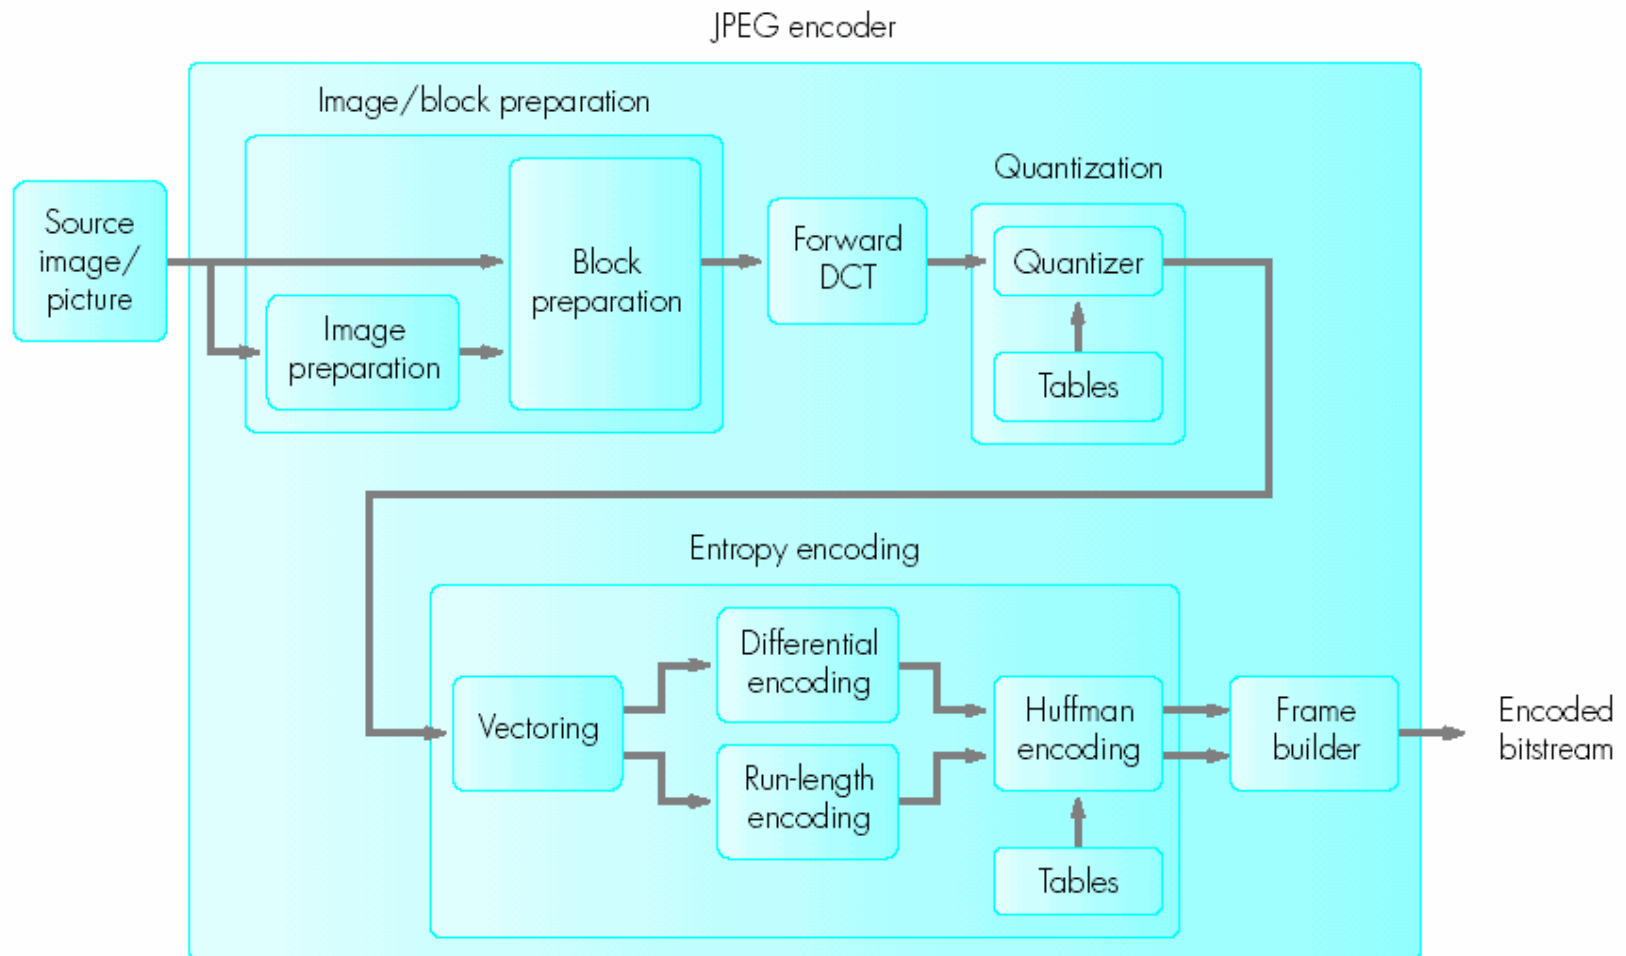 JPEG encoder
Image/block preparation
Source
image/
picture
Image
preparation
Block
preparation
Forward
DCT
Quantization
Quantizer
Tables
Entropy encoding
Vectoring
Differential
encoding
Run-length
encoding
Huffman
encoding
Tables
Frame
builder
Encoded
bitstream